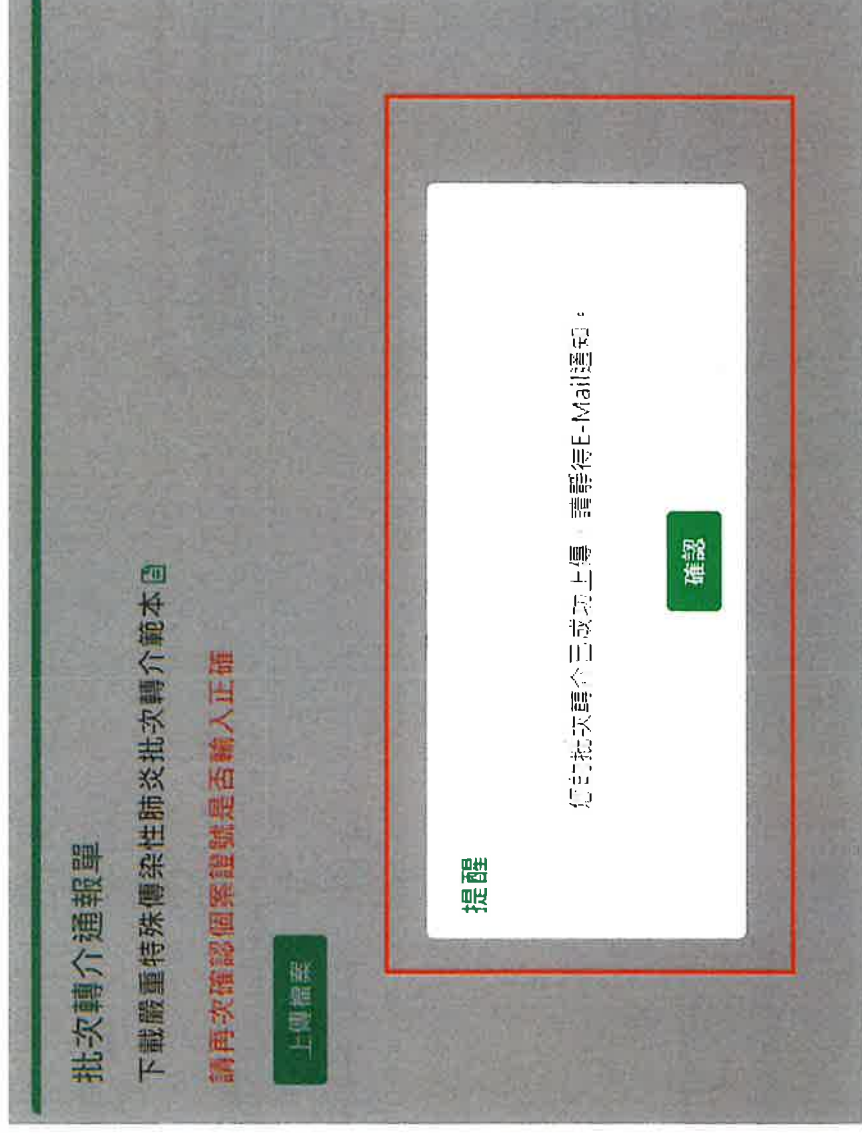 批次轉介通報單
下載嚴重特殊傳染性肺炎批次轉介範本
請再次確認個案證號是否輸入正確
上傳檔案
提醒
您的批次轉介已成功上傳，請靜待E-Mail通知。
確認